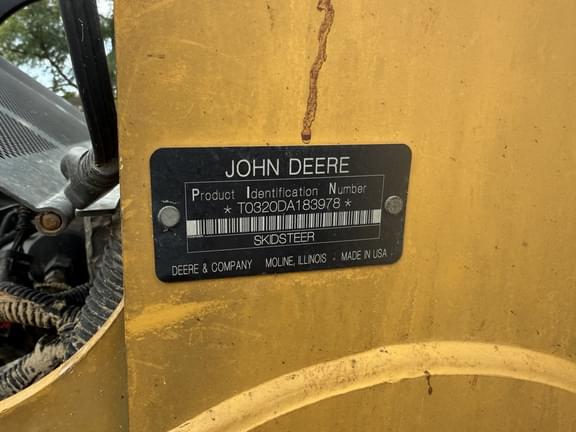 JOHN DEERE
Product Identification Number
* T0320DA183978 *
SKIDSTEER
DEERE & COMPANY MOLINE, ILLINOIS - MADE IN USA